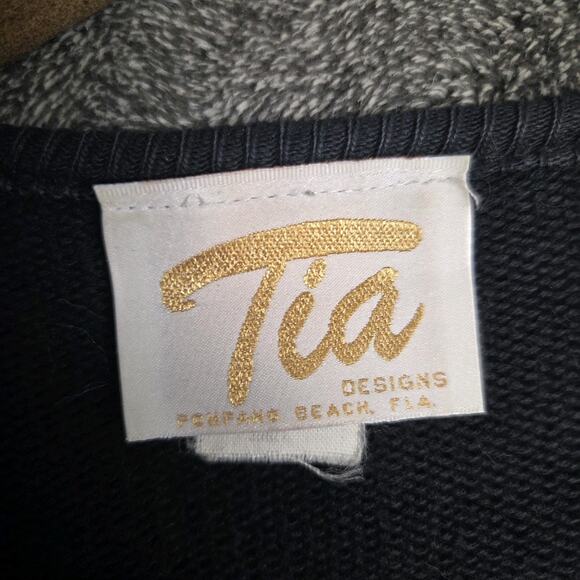 Tia
DESIGNS
POMPANO BEACH, FLA.